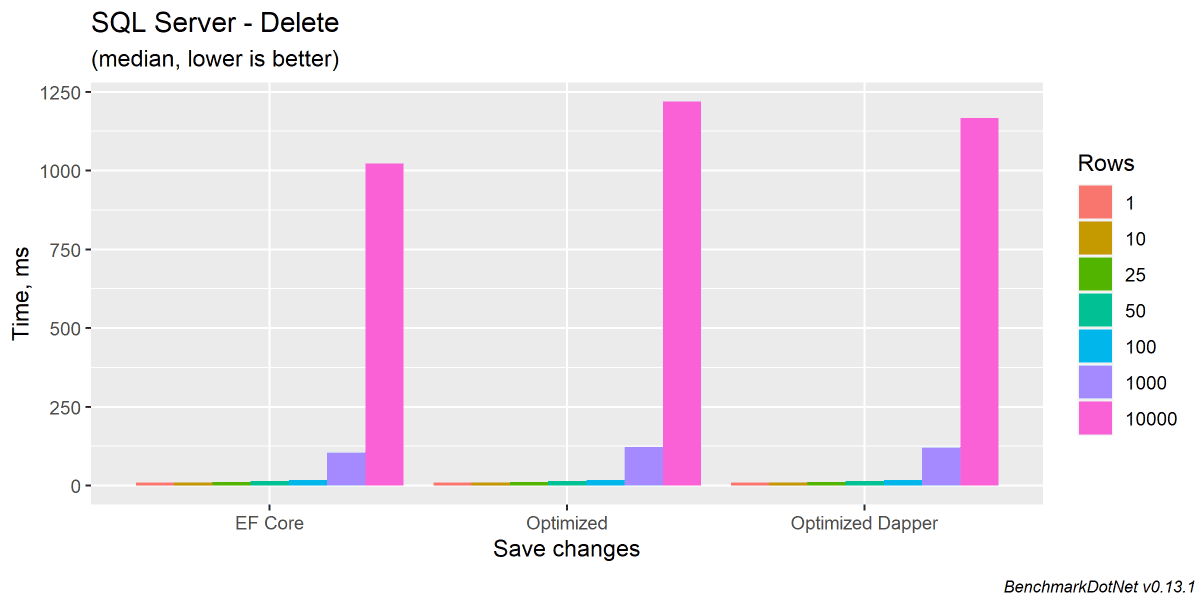 SQL Server - Delete
(median, lower is better)
1250
1000
750
500
250
0
Time, ms
EF Core
Optimized
Optimized Dapper
Save changes
Rows
1
10
25
50
100
1000
10000
BenchmarkDotNet v0.13.1